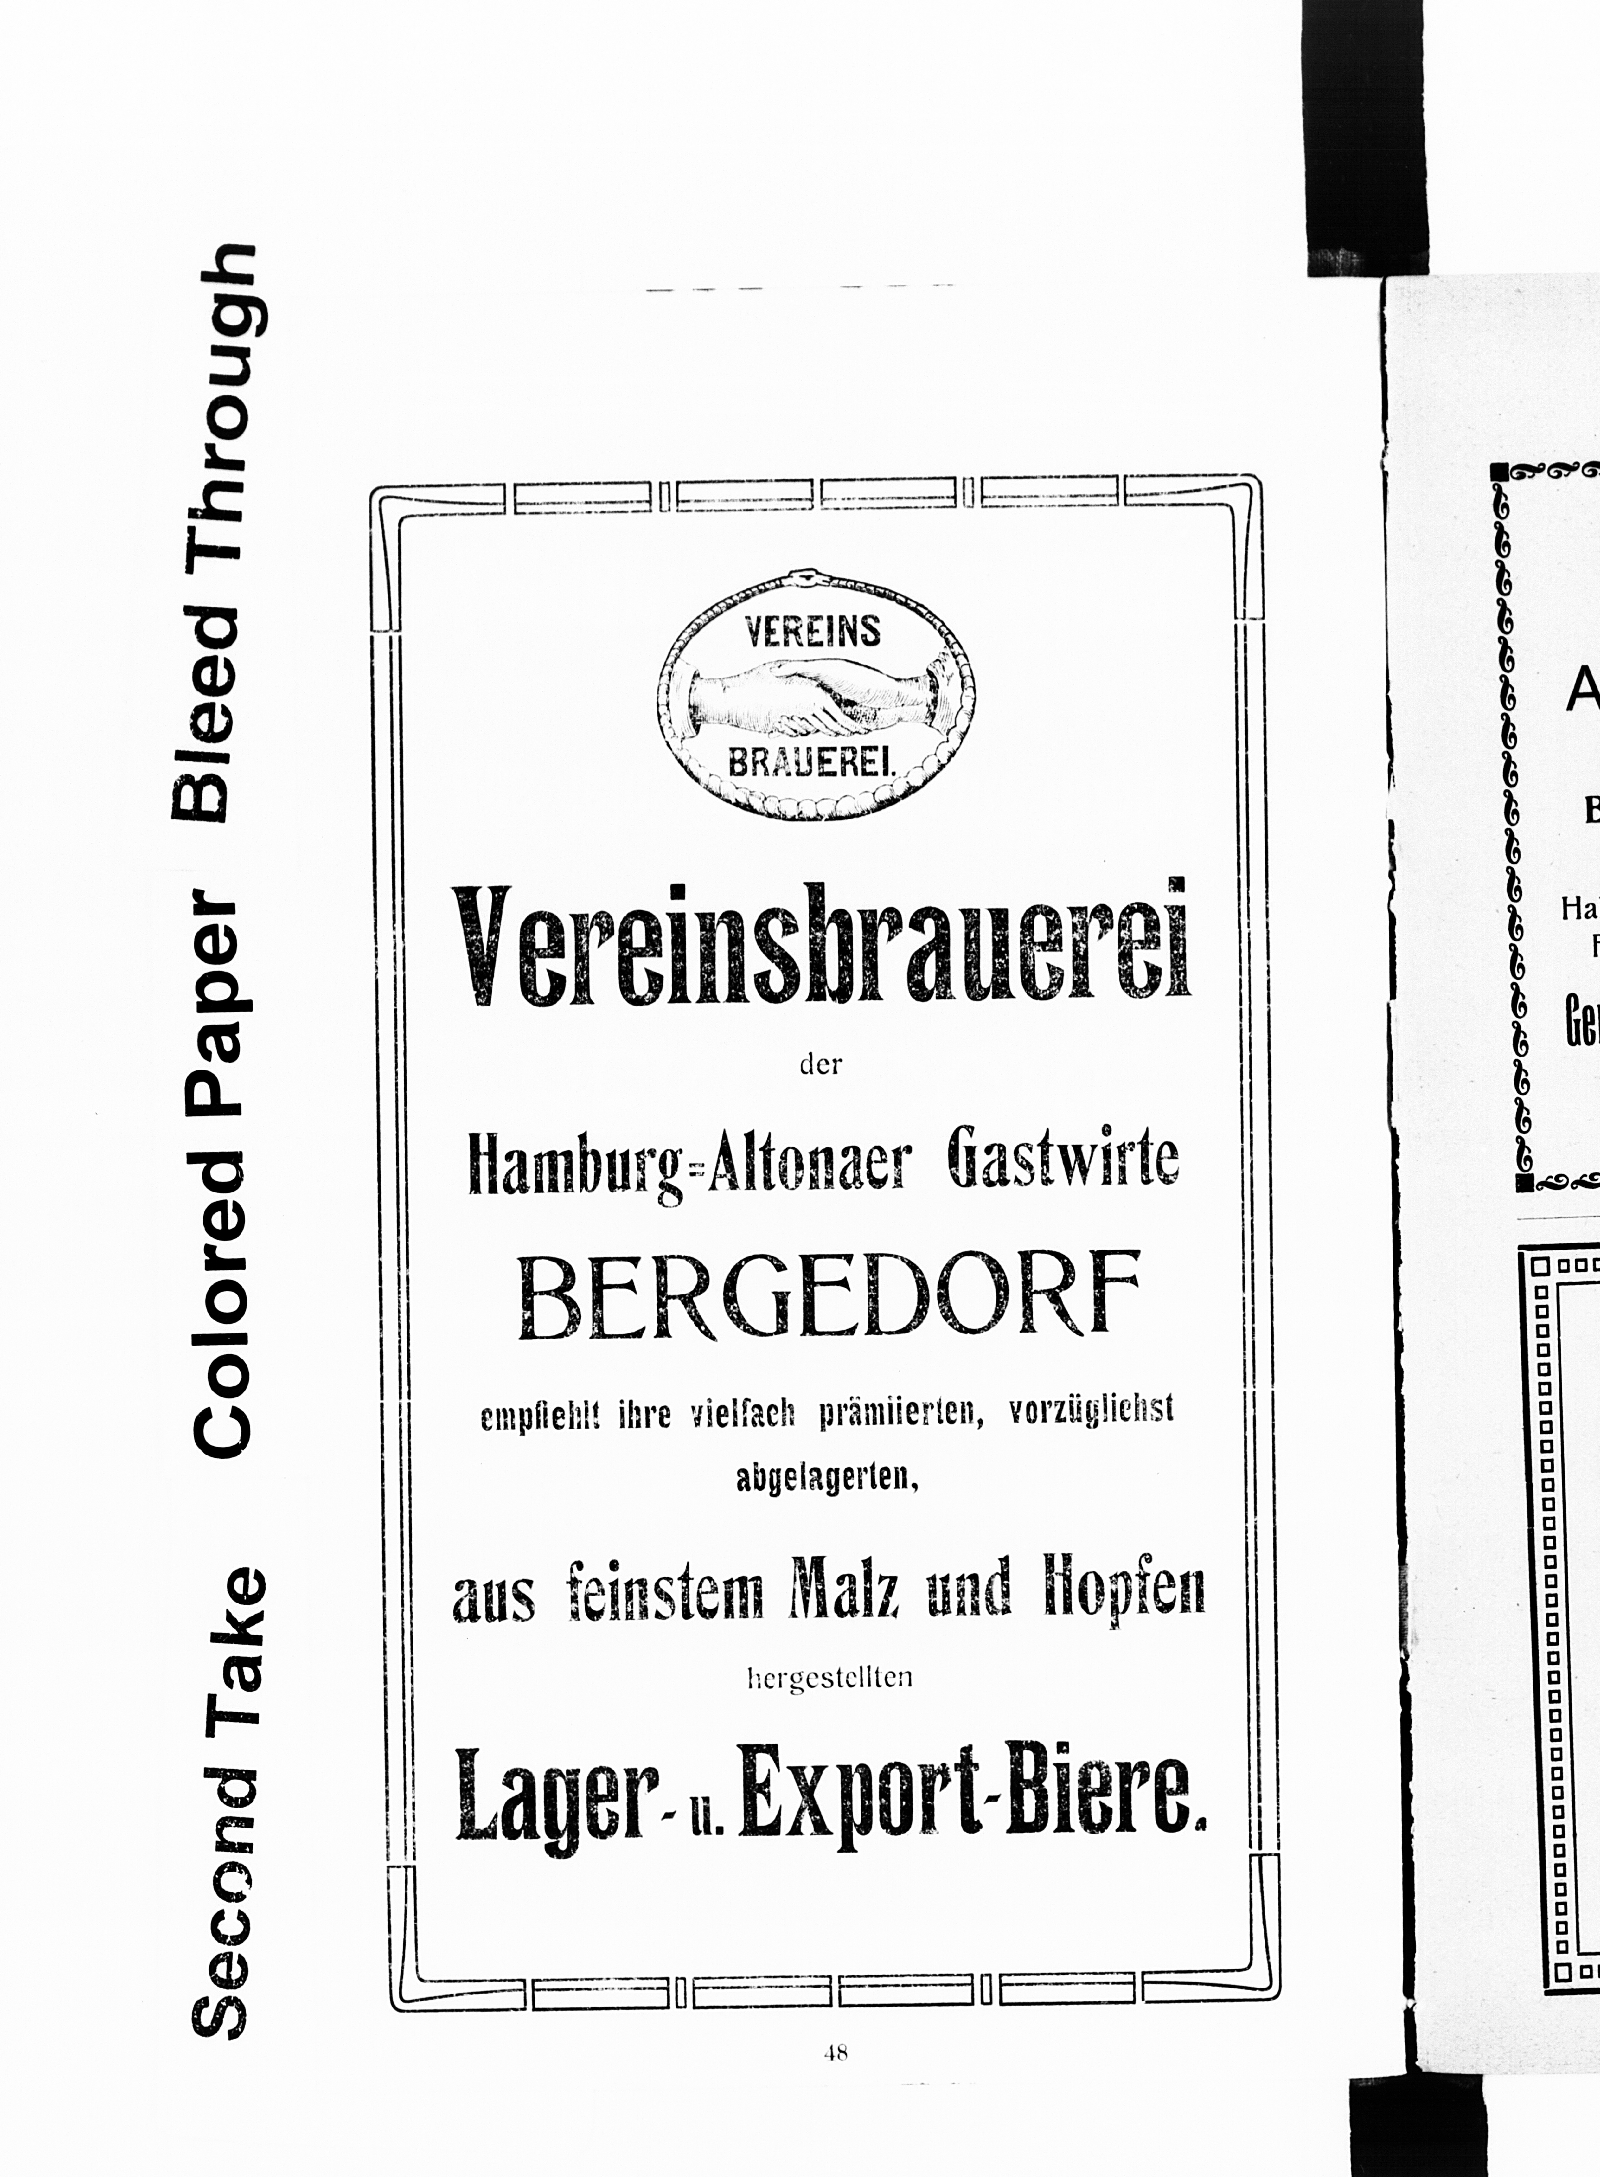 Second Take Colored Paper Bleed Through
VEREINS
BRAUEREI.
Vereinsbrauerei
der
Hamburg=Altonaer Gastwirte
BERGEDORF
empfiehlt ihre vielfach prämiierten, vorzüglichst
abgelagerten,
aus feinstem Malz und Hopfen
hergestellten
Lager- u. Export-Biere.
48